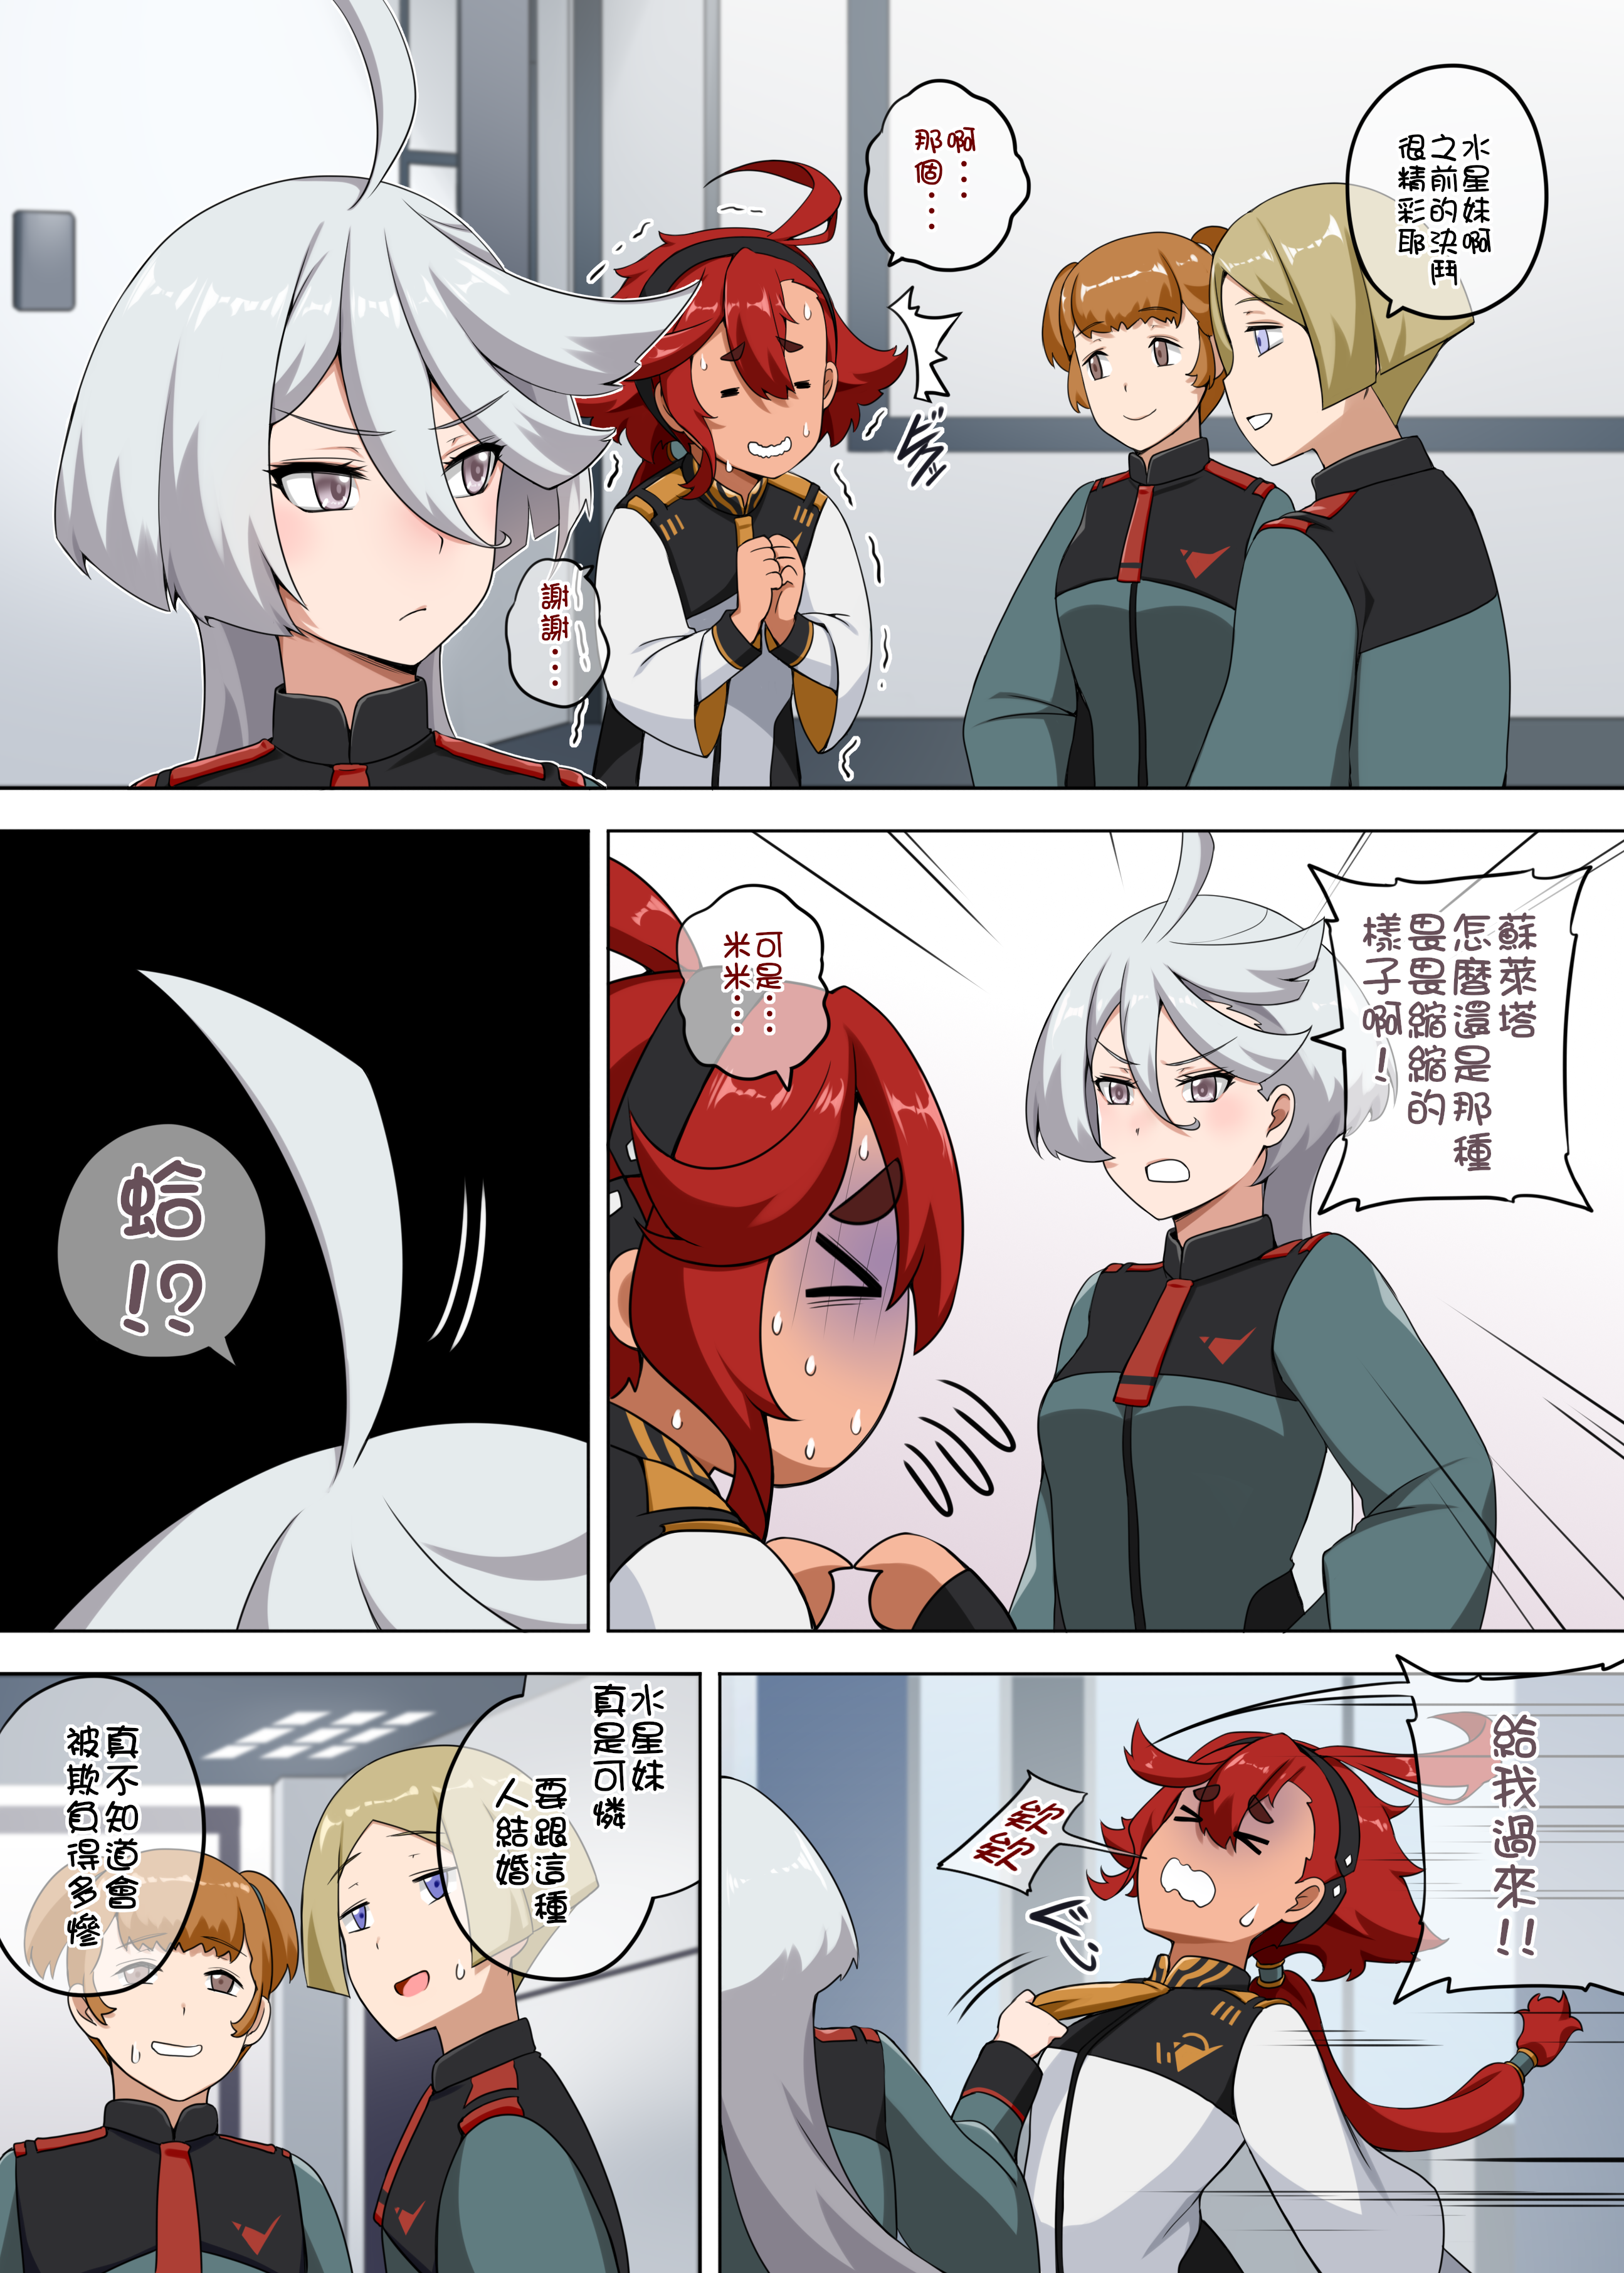 水星妹啊
之前的決鬥
很精彩耶
啊…
那個…
謝謝…
蘇萊塔
怎麼還是那種
畏畏縮縮的
樣子啊！
可是…
米米…
蛤
!?
給我過來!!
欸欸
ぐっ
水星妹
真是可憐
要跟這種
人結婚
真不知道會
被欺負得多慘